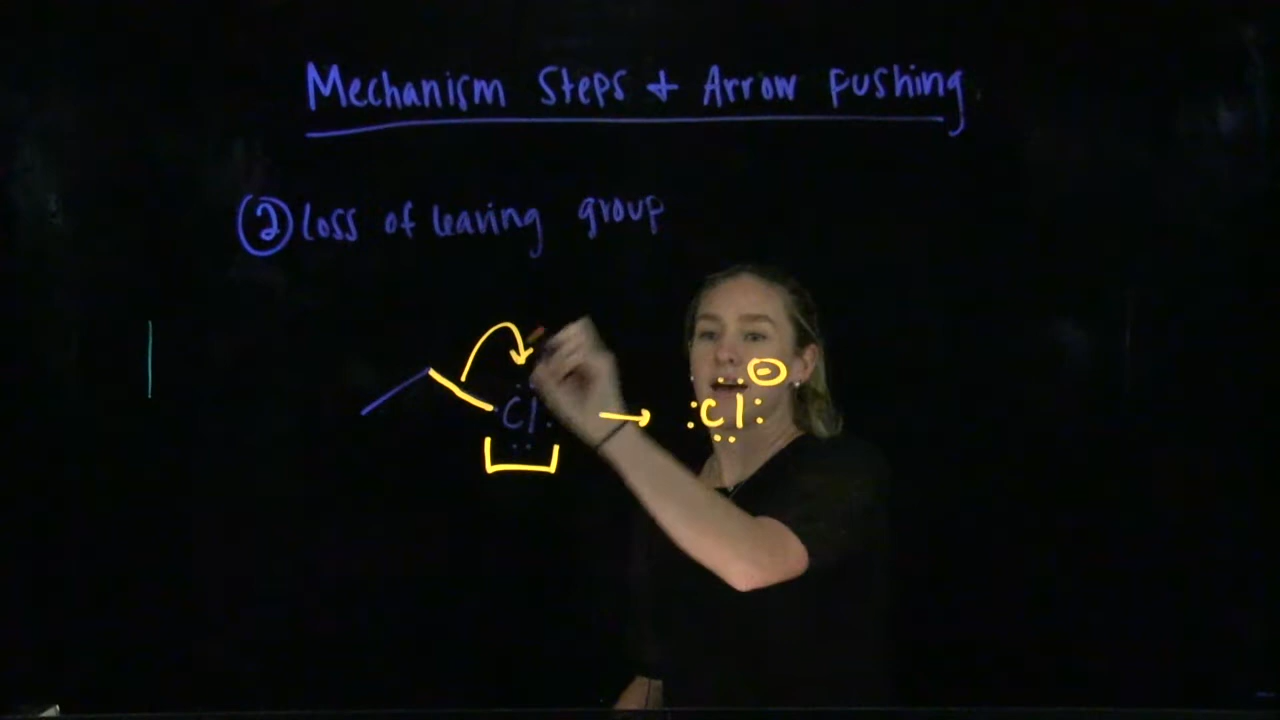 Mechanism Steps + Arrow Pushing
② loss of leaving group
Cl → Cl ⊖